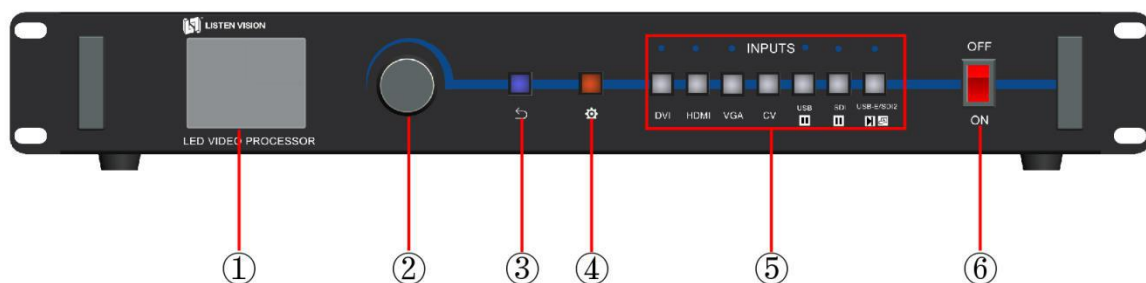 LISTEN VISION
LED VIDEO PROCESSOR
INPUTS
DVI HDMI VGA CV USB SDI USB-E/SDI2
OFF
ON
① ② ③ ④ ⑤ ⑥